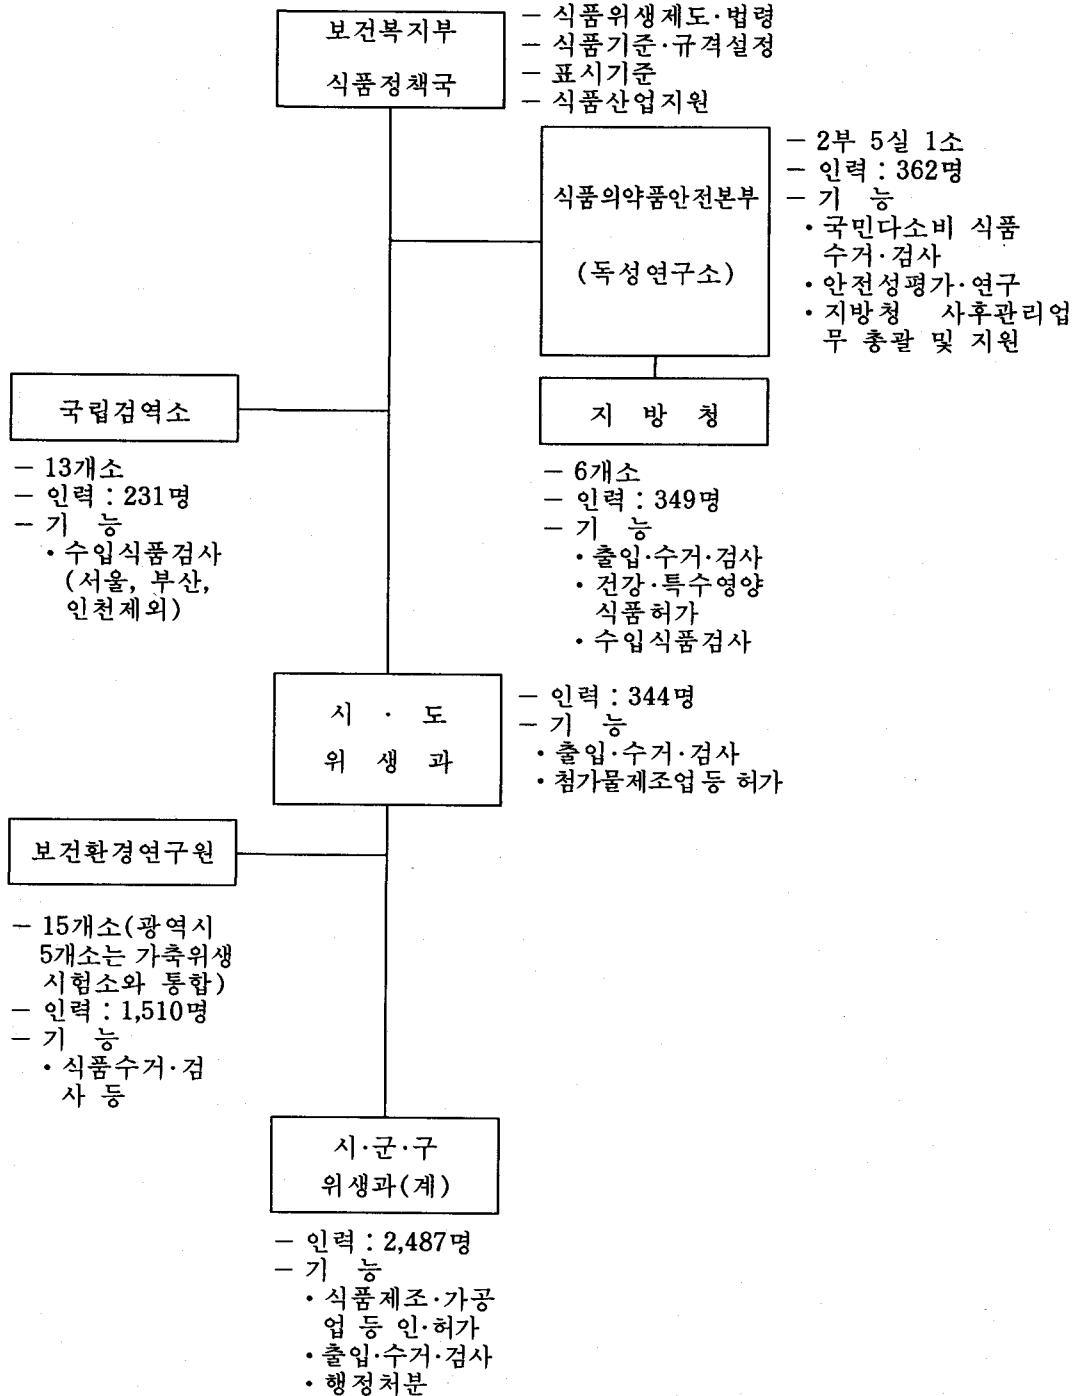 보건복지부
식품정책국
– 식품위생제도·법령
– 식품기준·규격설정
– 표시기준
– 식품산업지원
식품의약품안전본부
(독성연구소)
– 2부 5실 1소
– 인력 : 362명
– 기 능
·국민다소비 식품
수거·검사
·안전성평가·연구
·지방청 사후관리업
무 총괄 및 지원
국립검역소
– 13개소
– 인력 : 231명
– 기 능
·수입식품검사
(서울, 부산,
인천제외)
지 방 청
– 6개소
– 인력 : 349명
– 기 능
·출입·수거·검사
·건강·특수영양
식품허가
·수입식품검사
시 · 도
위 생 과
– 인력 : 344명
– 기 능
·출입·수거·검사
·첨가물제조업등 허가
보건환경연구원
– 15개소(광역시
5개소는 가축위생
시험소와 통합)
– 인력 : 1,510명
– 기 능
·식품수거·검
사 등
시·군·구
위생과(계)
– 인력 : 2,487명
– 기 능
·식품제조·가공
업 등 인·허가
·출입·수거·검사
·행정처분